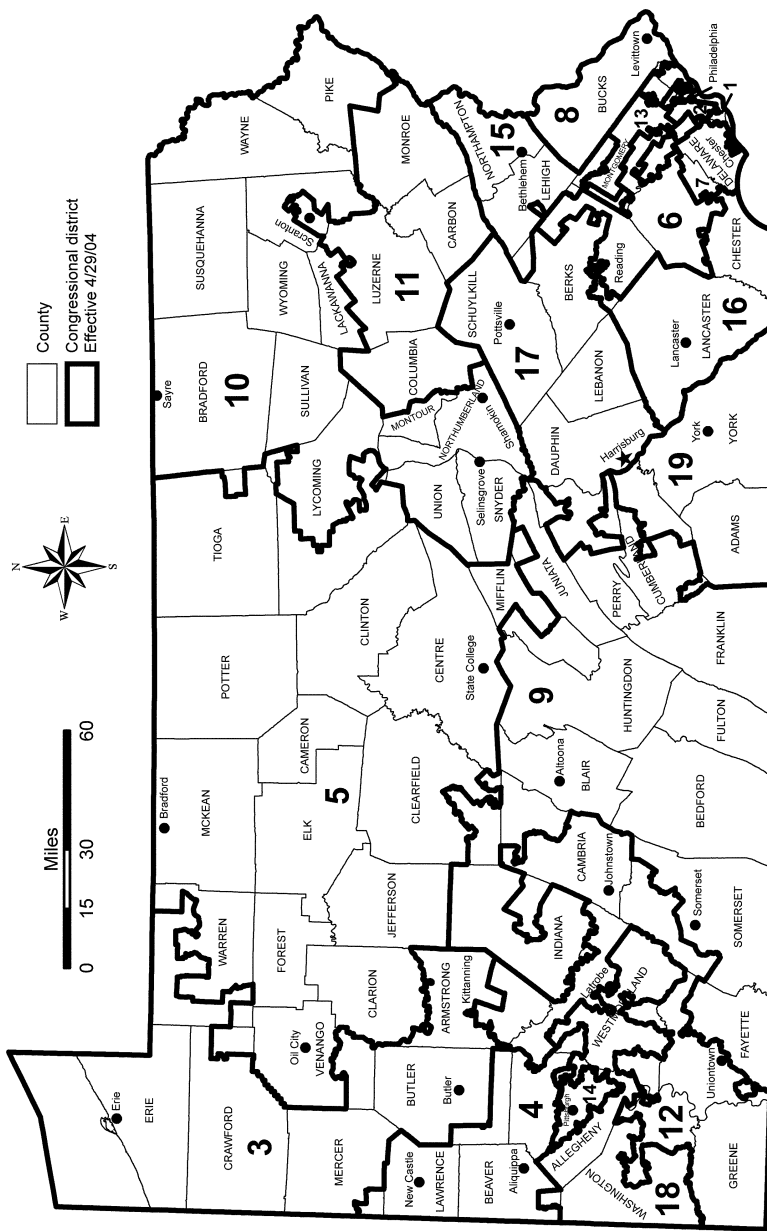 County
Congressional district
Effective 4/29/04
N
E
S
W
Miles
0
15
30
60
Erie
ERIE
CRAWFORD
3
MERCER
New Castle
LAWRENCE
BEAVER
Aliquippa
BUTLER
Butler
Oil City
VENANGO
WARREN
FOREST
CLARION
ARMSTRONG
Kittanning
JEFFERSON
Bradford
MCKEAN
ELK
5
CAMERON
POTTER
CLEARFIELD
CLINTON
CENTRE
State College
TIOGA
LYCOMING
UNION
Selinsgrove
SNYDER
MONTOUR
NORTHUMBERLAND
Shamokin
COLUMBIA
Sayre
BRADFORD
10
SULLIVAN
SUSQUEHANNA
WYOMING
LACKAWANNA
Scranton
LUZERNE
11
WAYNE
PIKE
MONROE
CARBON
NORTHAMPTON
15
Bethlehem
LEHIGH
SCHUYLKILL
Pottsville
17
BERKS
Reading
LEBANON
DAUPHIN
Harrisburg
8
BUCKS
Levittown
MONTGOMERY
13
Philadelphia
2
1
DELAWARE
Chester
7
6
CHESTER
Lancaster
LANCASTER
16
York
YORK
19
ADAMS
CUMBERLAND
PERRY
JUNIATA
MIFFLIN
9
HUNTINGDON
FRANKLIN
FULTON
Altoona
BLAIR
BEDFORD
CAMBRIA
Johnstown
Somerset
SOMERSET
INDIANA
Latrobe
WESTMORELAND
FAYETTE
Uniontown
4
Pittsburgh
14
ALLEGHENY
12
18
WASHINGTON
GREENE